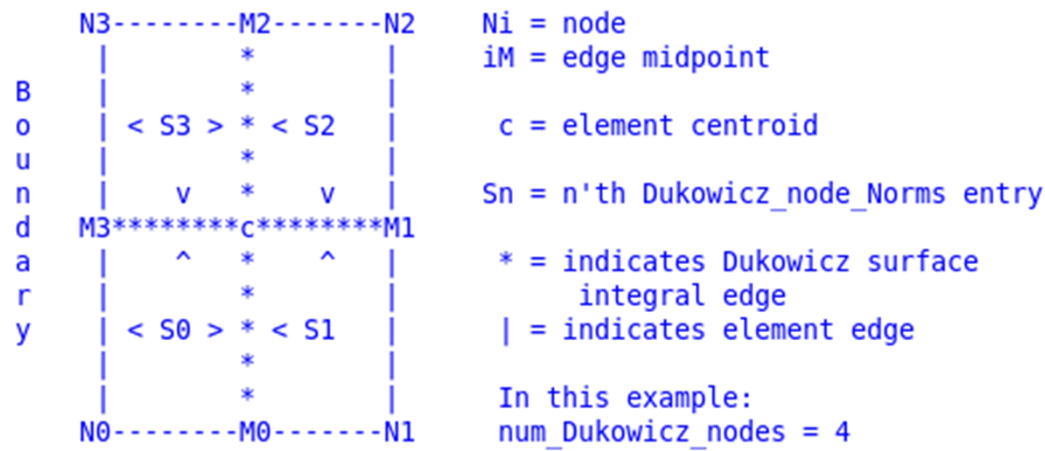 N3--------M2-------N2    Ni = node
   |        *        |     iM = edge midpoint
B  |        *        |
o  | < S3 > * < S2   |      c = element centroid
u  |        *        |
n  |    v   *    v   |     Sn = n'th Dukowicz_node_Norms entry
d M3********c********M1
a  |    ^   *    ^   |      * = indicates Dukowicz surface
r  |        *        |           integral edge
y  | < S0 > * < S1   |      | = indicates element edge
   |        *        |
   |        *        |      In this example:
  N0--------M0-------N1     num_Dukowicz_nodes = 4